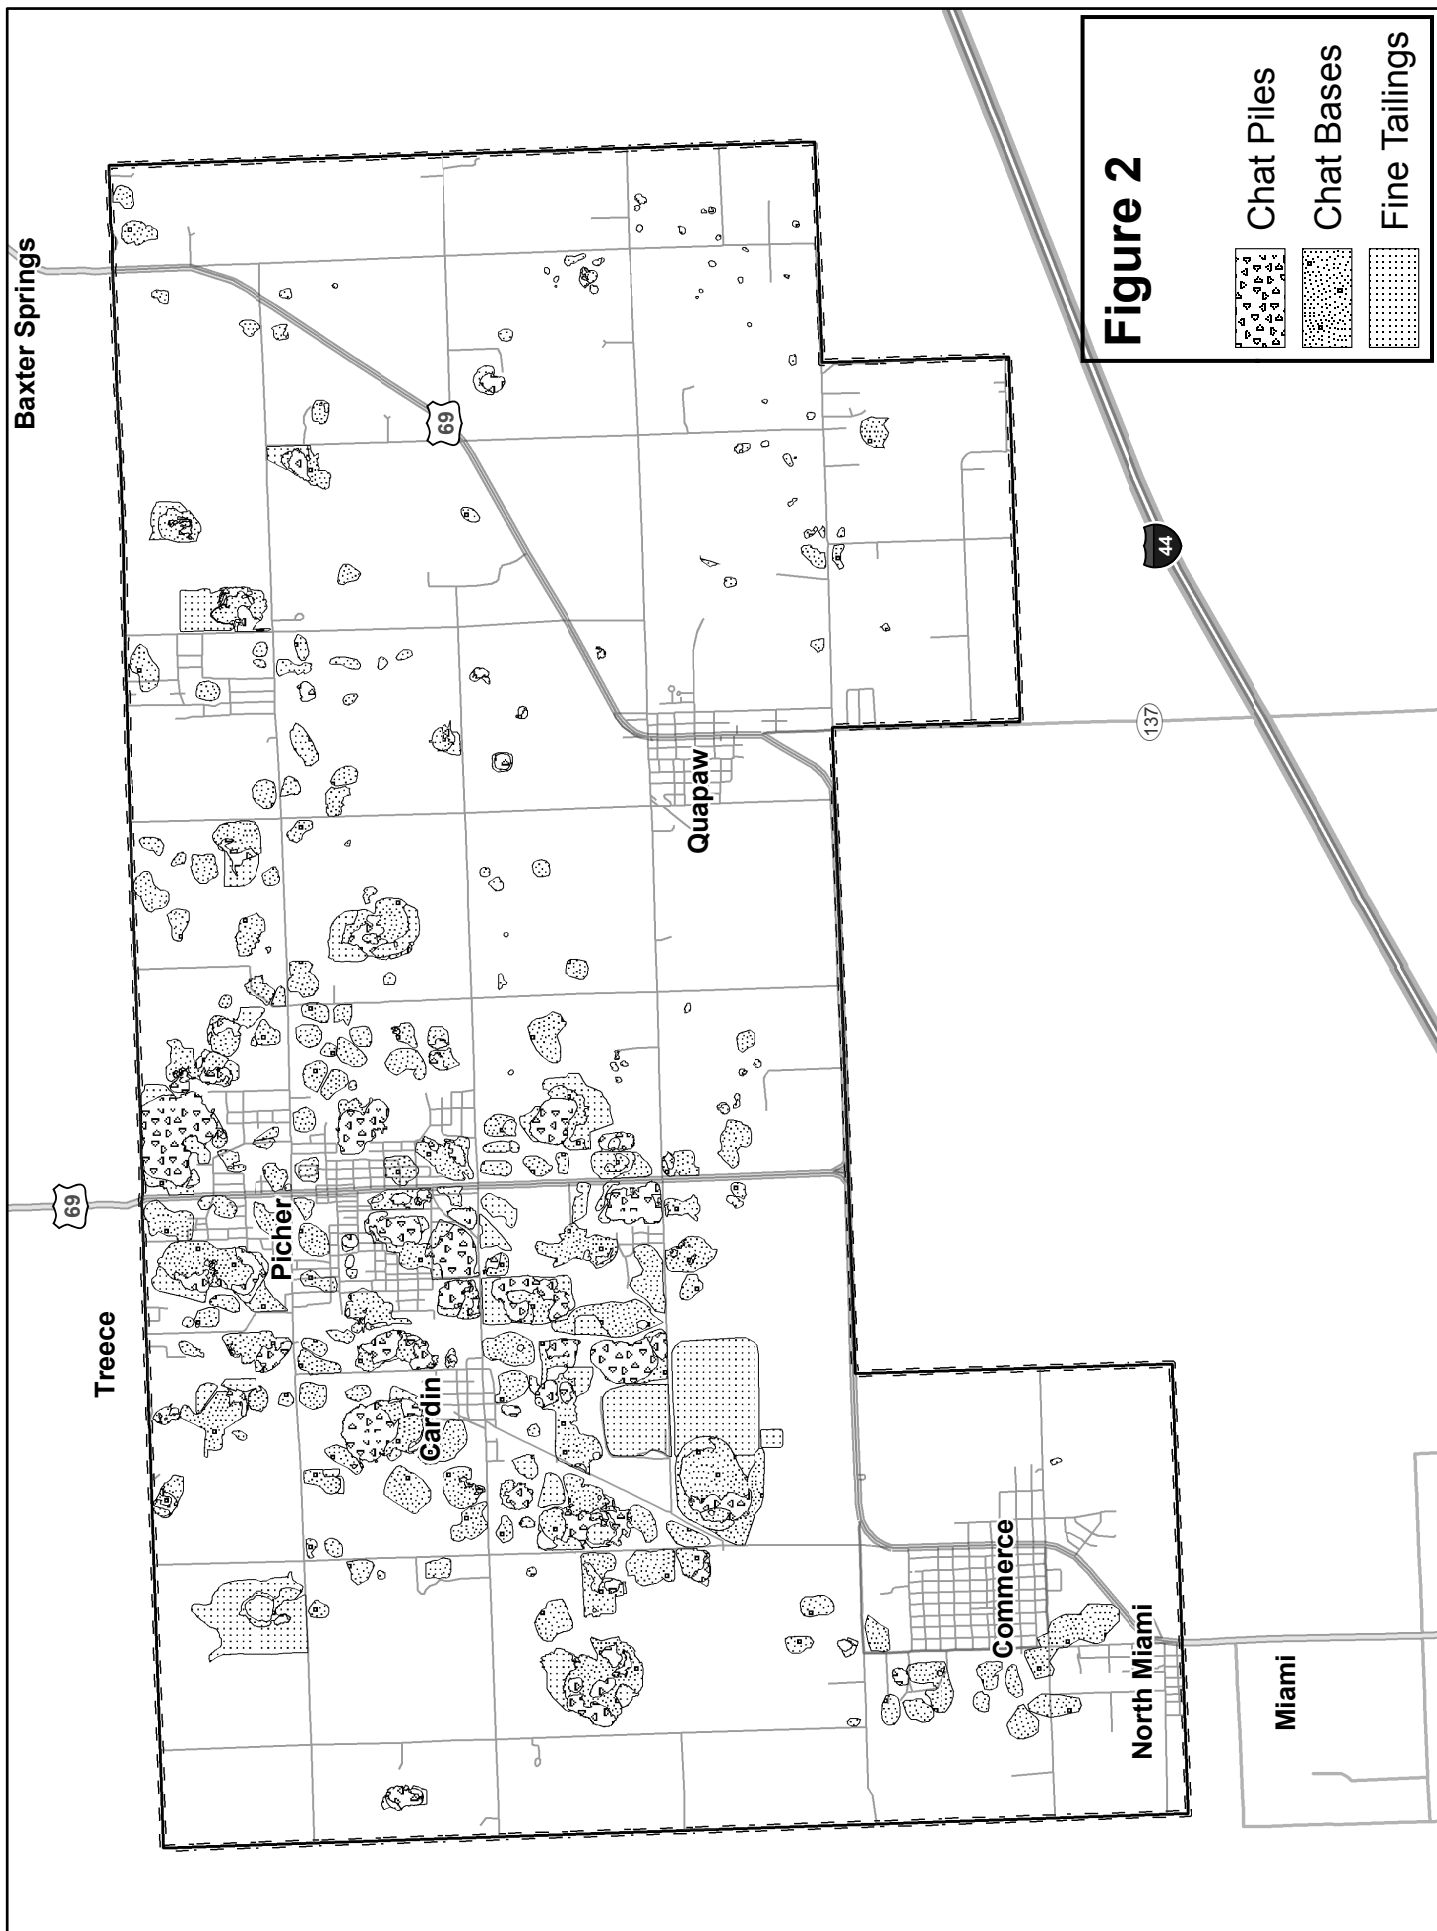 Figure 2
Chat Piles
Chat Bases
Fine Tailings
Baxter Springs
Treece
69
Picher
Cardin
69
Quapaw
44
137
Commerce
North Miami
Miami